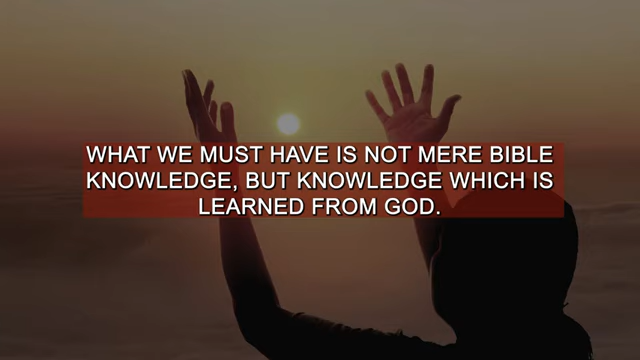 WHAT WE MUST HAVE IS NOT MERE BIBLE
KNOWLEDGE, BUT KNOWLEDGE WHICH IS
LEARNED FROM GOD.